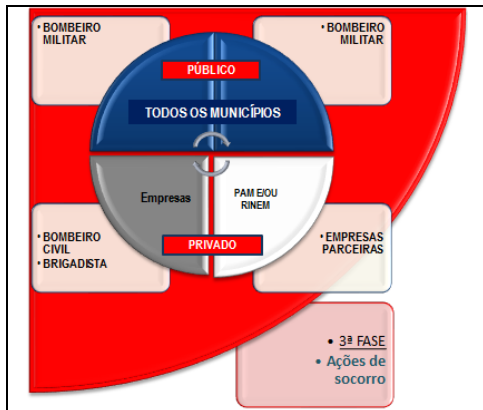 • BOMBEIRO
MILITAR
• BOMBEIRO
MILITAR
PÚBLICO
TODOS OS MUNICÍPIOS
Empresas
PAM E/OU
RINEM
PRIVADO
• BOMBEIRO
CIVIL
• BRIGADISTA
• EMPRESAS
PARCEIRAS
• 3ª FASE
• Ações de
socorro